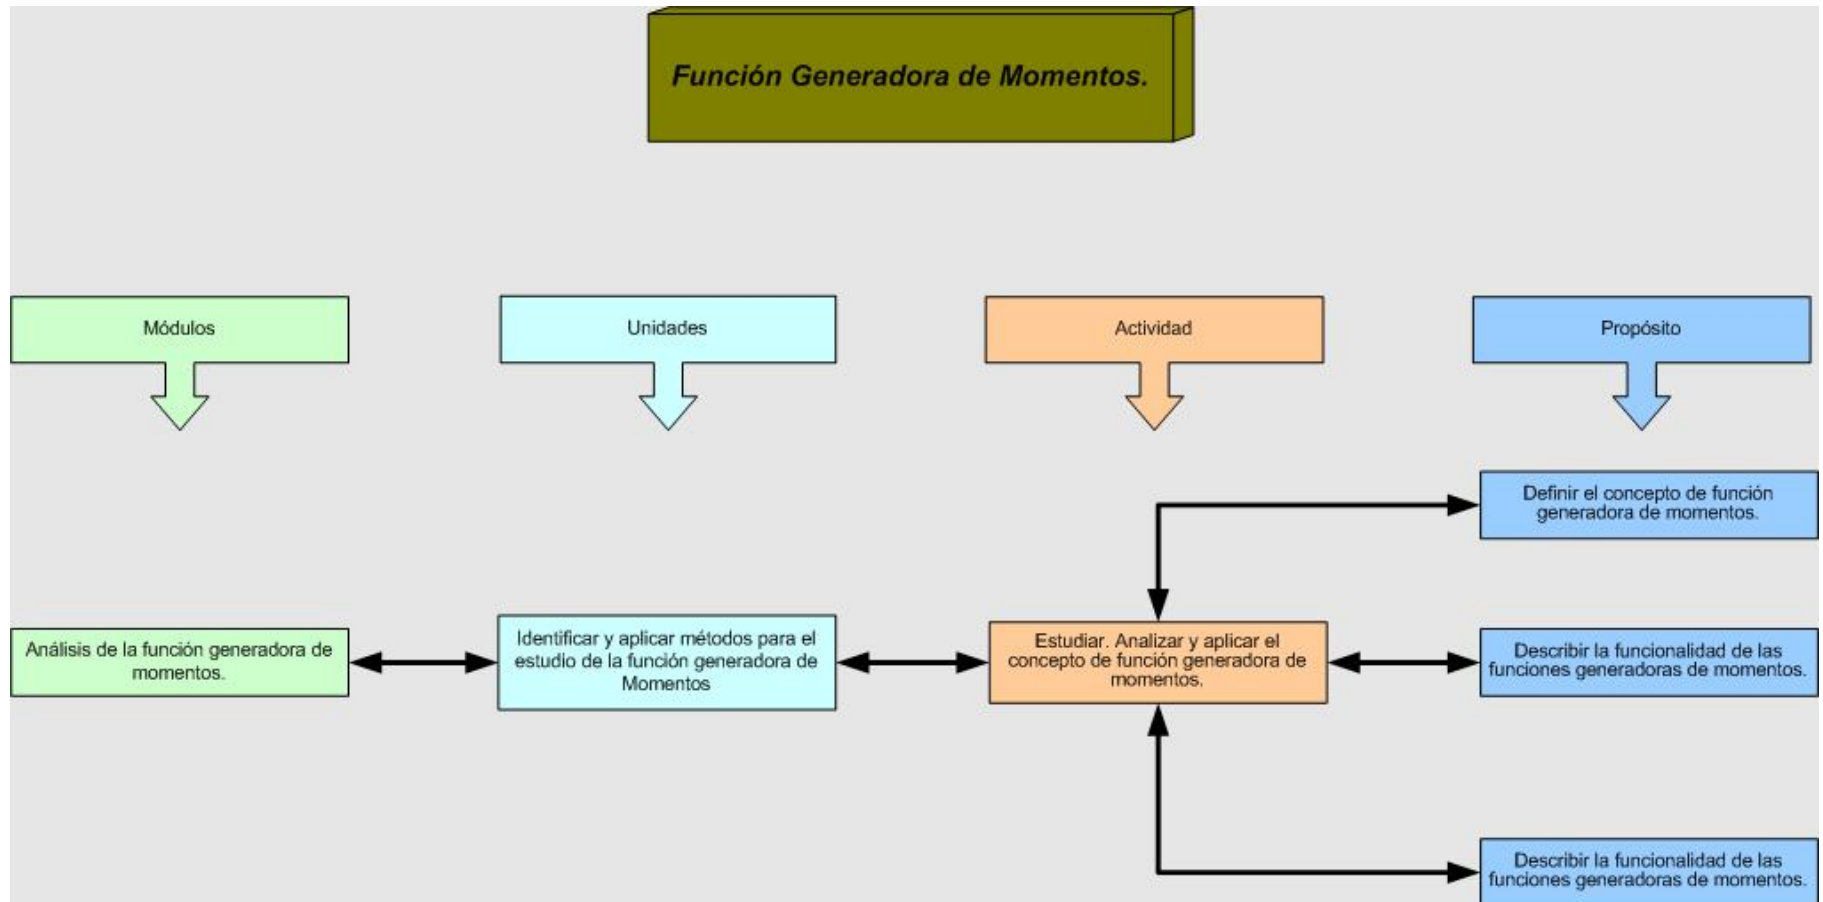 Función Generadora de Momentos.
Módulos
Unidades
Actividad
Propósito
Definir el concepto de función
generadora de momentos.
Análisis de la función generadora de
momentos.
Identificar y aplicar métodos para el
estudio de la función generadora de
Momentos
Estudiar. Analizar y aplicar el
concepto de función generadora de
momentos.
Describir la funcionalidad de las
funciones generadoras de momentos.
Describir la funcionalidad de las
funciones generadoras de momentos.